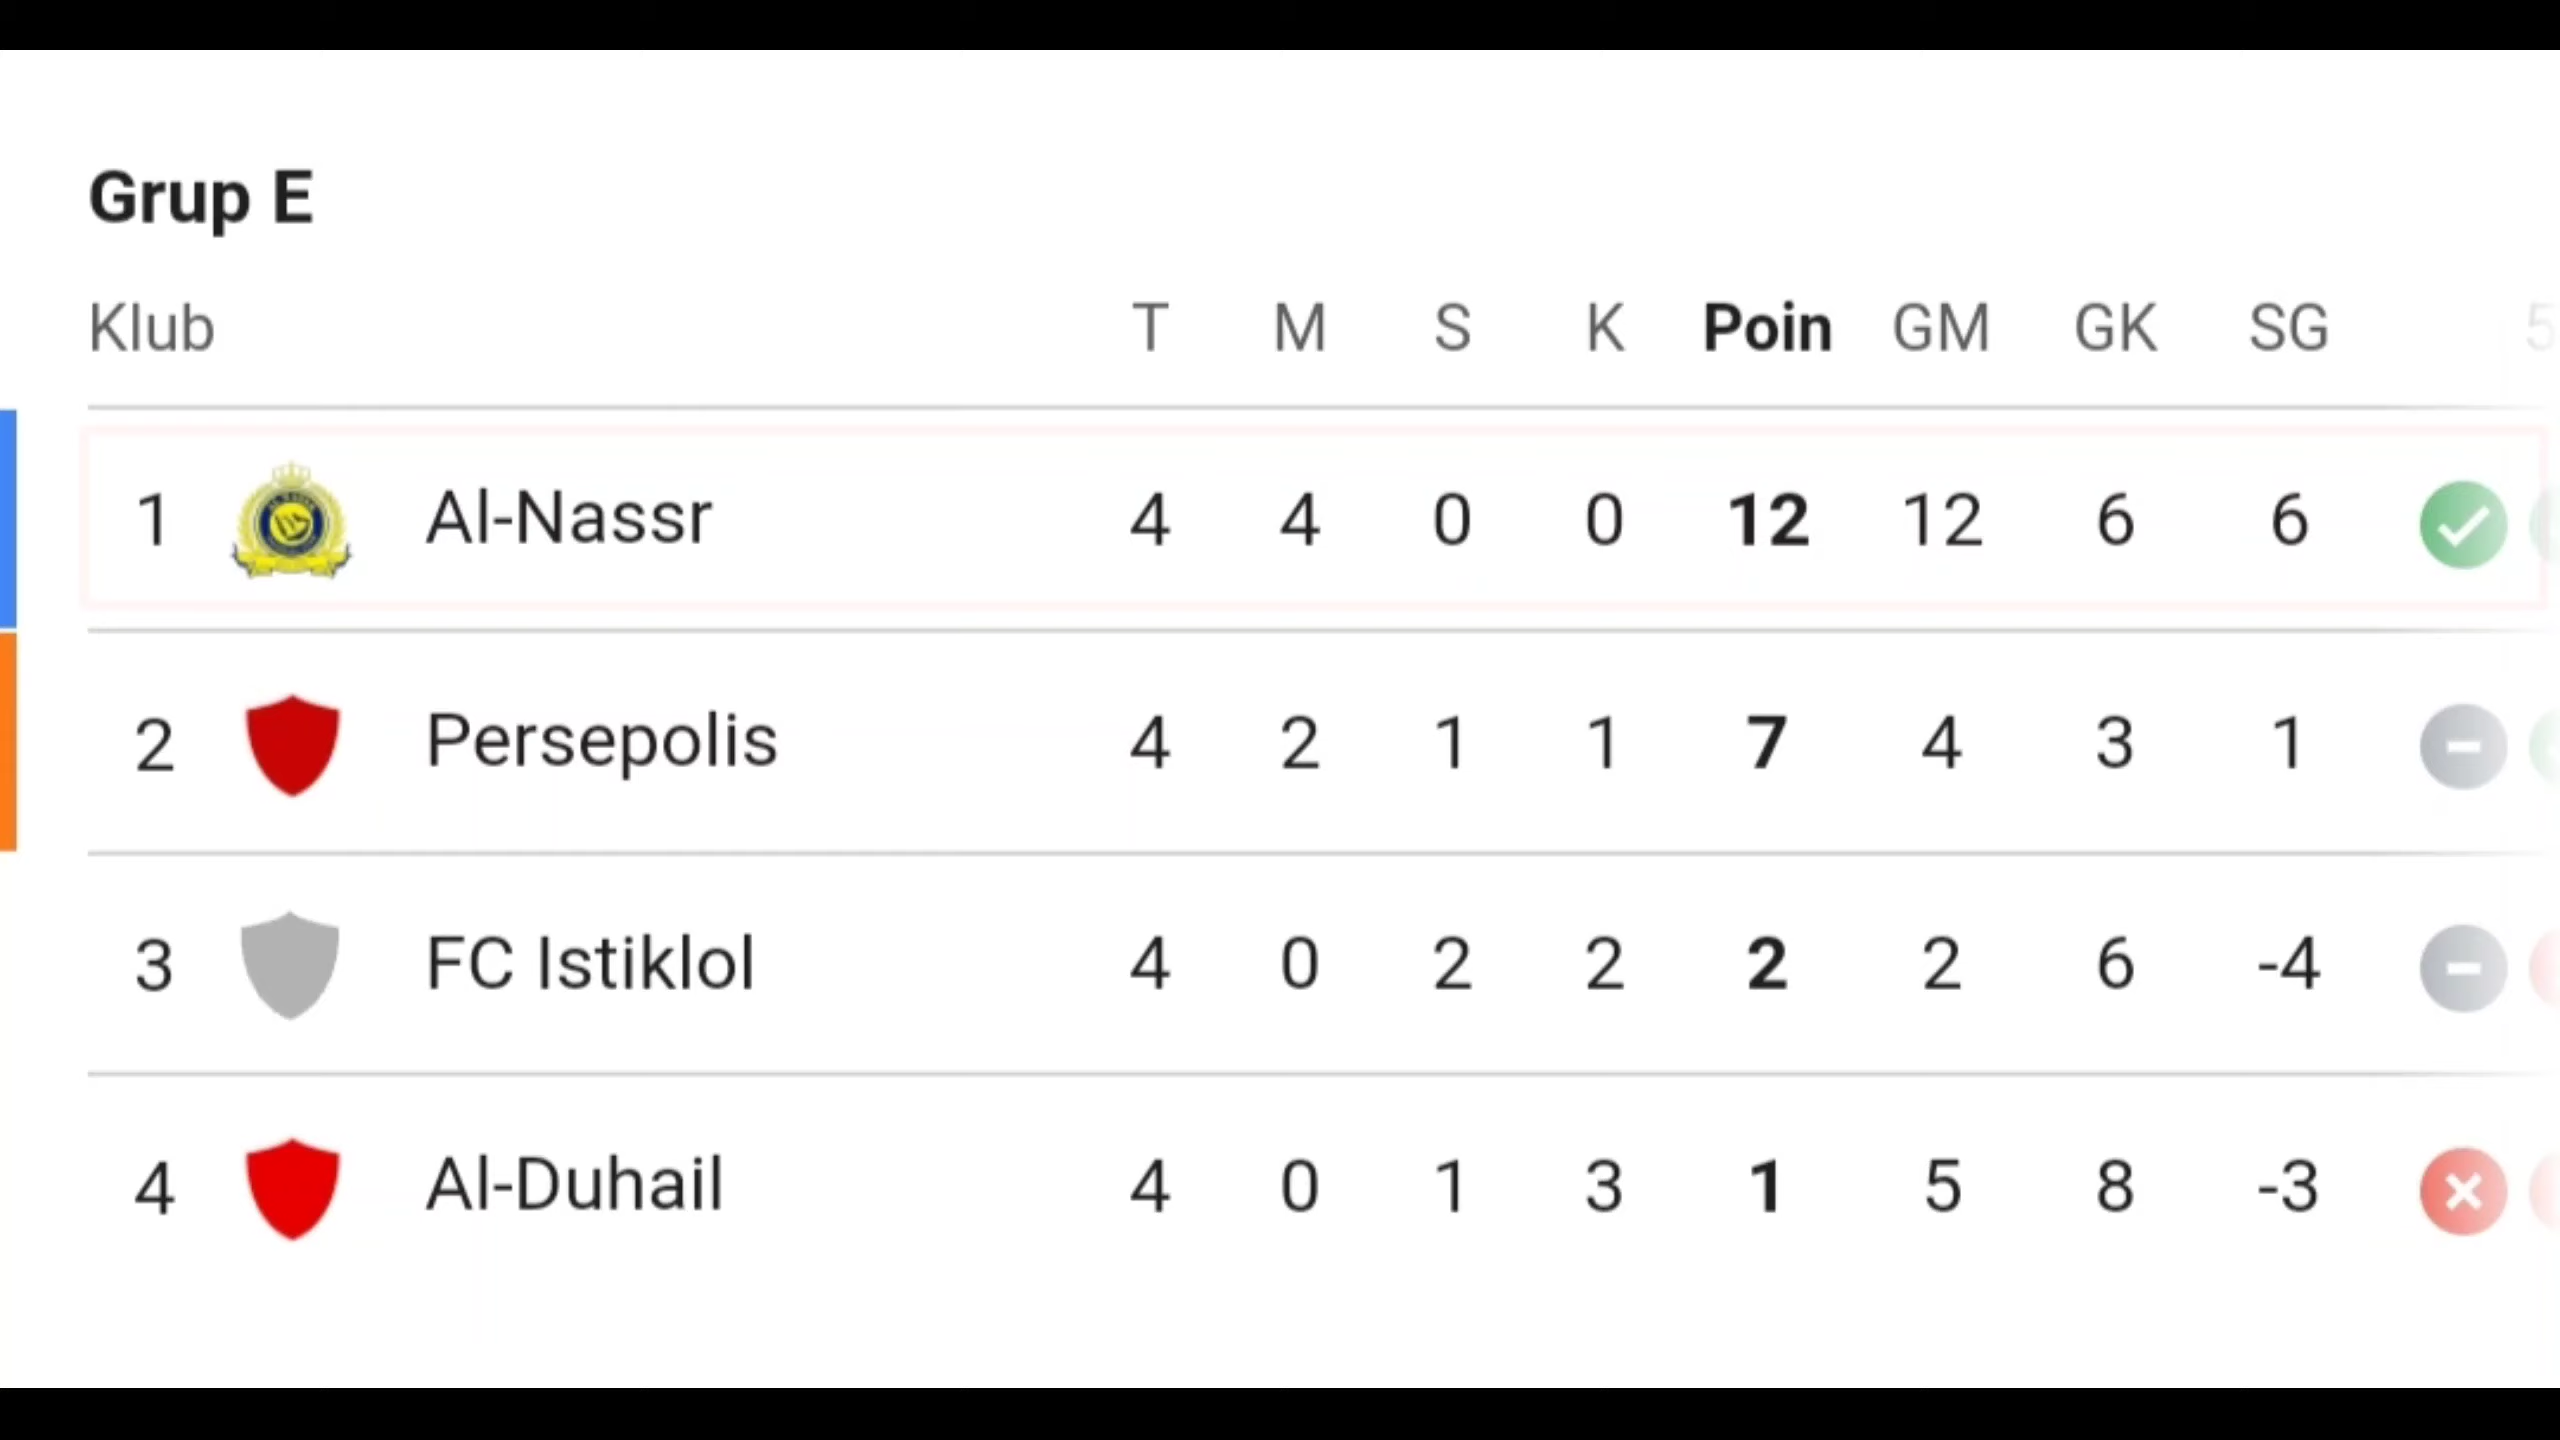 Grup E
Klub T M S K Poin GM GK SG 5
1 Al-Nassr 4 4 0 0 12 12 6 6
2 Persepolis 4 2 1 1 7 4 3 1
3 FC Istiklol 4 0 2 2 2 2 6 -4
4 Al-Duhail 4 0 1 3 1 5 8 -3